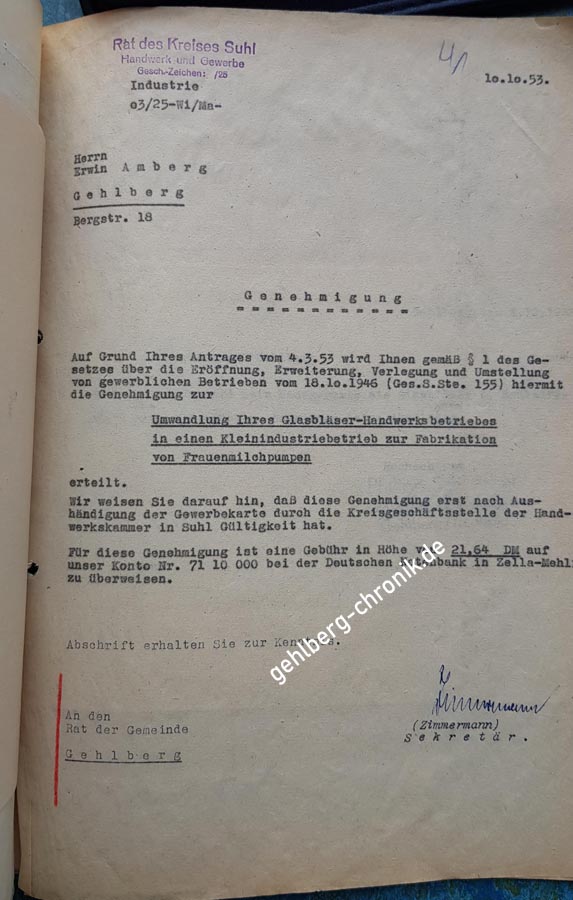 Rat des Kreises Suhl
Handwerk und Gewerbe
Gesch.-Zeichen: /25
Industrie
o3/25-Wi/Ma-
lo.lo.53.
Herrn
Erwin Amberg
Gehlberg
Bergstr. 18
Genehmigung
Auf Grund Ihres Antrages vom 4.3.53 wird Ihnen gemäß § 1 des Ge-
setzes über die Eröffnung, Erweiterung, Verlegung und Umstellung
von gewerblichen Betrieben vom 18.lo.1946 (Ges.S.Ste. 155) hiermit
die Genehmigung zur
Umwandlung Ihres Glasbläser-Handwerksbetriebes
in einen Kleinindustriebetrieb zur Fabrikation
von Frauenmilchpumpen
erteilt.
Wir weisen Sie darauf hin, daß diese Genehmigung erst nach Aus-
händigung der Gewerbekarte durch die Kreisgeschäftsstelle der Hand-
werkskammer in Suhl Gültigkeit hat.
Für diese Genehmigung ist eine Gebühr in Höhe von 21,64 DM auf
unser Konto Nr. 71 10 000 bei der Deutschen Notenbank in Zella-Mehli
zu überweisen.
Abschrift erhalten Sie zur Kenntnis.
gehlberg-chronik.de
Zimmermann
(Zimmermann)
Sekretär.
An den
Rat der Gemeinde
Gehlberg